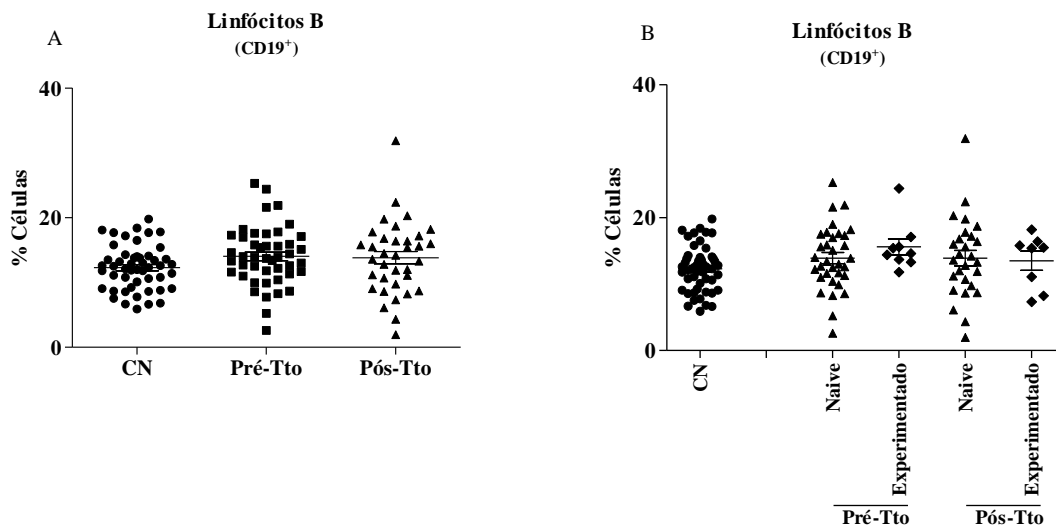 A
Linfócitos B
(CD19⁺)
% Células
40
20
0
CN
Pré-Tto
Pós-Tto
B
Linfócitos B
(CD19⁺)
% Células
40
20
0
CN
Naive
Experimentado
Naive
Experimentado
Pré-Tto
Pós-Tto